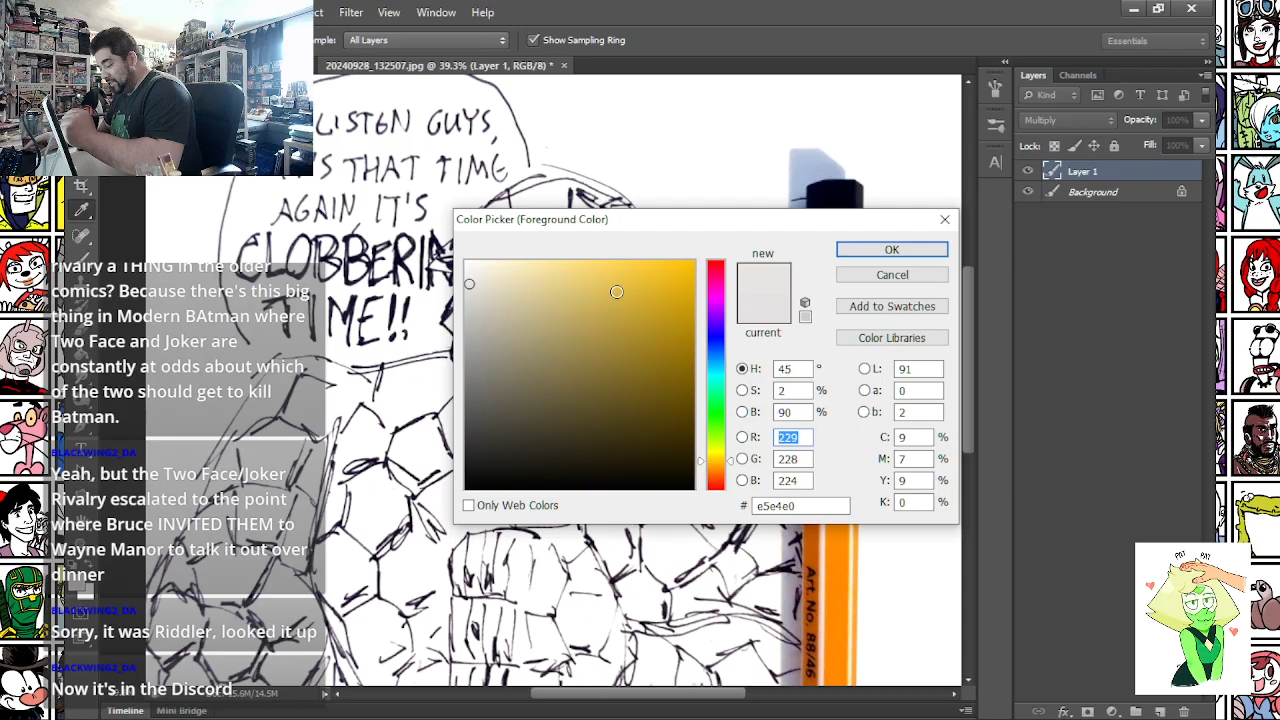 ct Filter View Window Help
All Layers Show Sampling Ring Essentials
20240928_132507.jpg @ 39.3% (Layer 1, RGB/8) *
LISTEN GUYS,
THAT TIME
AGAIN, IT'S
TIME!!
rivalry a THING in the older
comics? Because there's this big
thing in Modern BAtman where
Two Face and Joker are
constantly at odds about which
of the two should get to kill
Batman.
BLACKWING2_DA
Yeah, but the Two Face/Joker
Rivalry escalated to the point
where Bruce INVITED THEM to
Wayne Manor to talk it out over
dinner
BLACKWING2_DA
Sorry, it was Riddler, looked it up
BLACKWING2_DA
Now it's in the Discord
Color Picker (Foreground Color)
new
current
OK
Cancel
Add to Swatches
Color Libraries
H: 45 °
S: 2 %
B: 90 %
R: 229
G: 228
B: 224
L: 91
a: 0
b: 2
C: 9 %
M: 7 %
Y: 9 %
K: 0 %
# e5e4e0
Only Web Colors
Art No. 88/46
Layers Channels
Kind
Multiply Opacity: 100%
Lock: Fill: 100%
Layer 1
Background
Timeline Mini Bridge